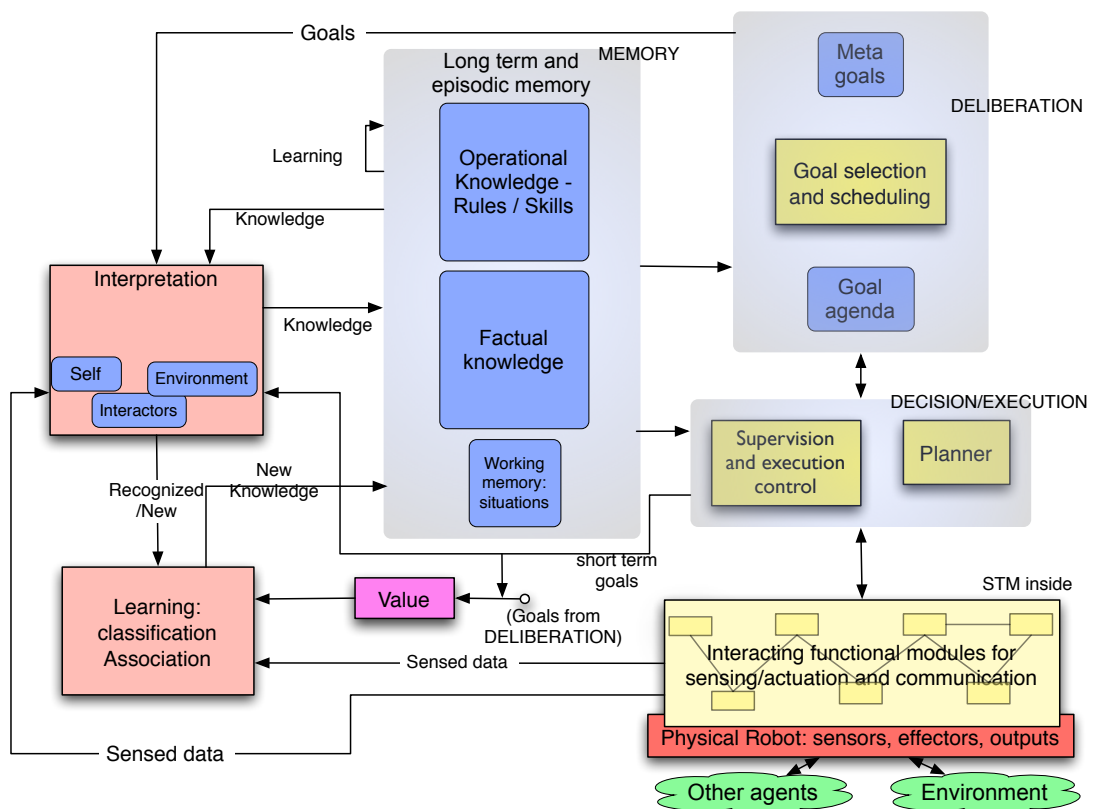 Goals
MEMORY
Long term and
episodic memory
Meta
goals
DELIBERATION
Learning
Operational
Knowledge -
Rules / Skills
Goal selection
and scheduling
Knowledge
Interpretation
Goal
agenda
Knowledge
Factual
knowledge
Self
Environment
Interactors
DECISION/EXECUTION
Supervision
and execution
control
Planner
Recognized
/New
New
Knowledge
Working
memory:
situations
short term
goals
STM inside
Learning:
classification
Association
Value
(Goals from
DELIBERATION)
Interacting functional modules for
sensing/actuation and communication
Sensed data
Sensed data
Physical Robot: sensors, effectors, outputs
Other agents
Environment